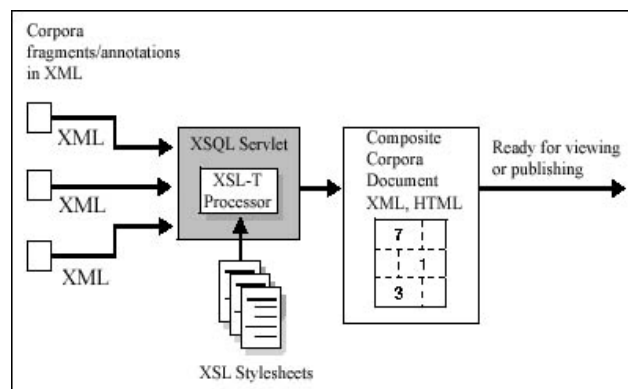 Corpora
fragments/annotations
in XML
XML
XML
XML
XSQL Servlet
XSL-T
Processor
XSL Stylesheets
Composite
Corpora
Document
XML, HTML
7
1
3
Ready for viewing
or publishing